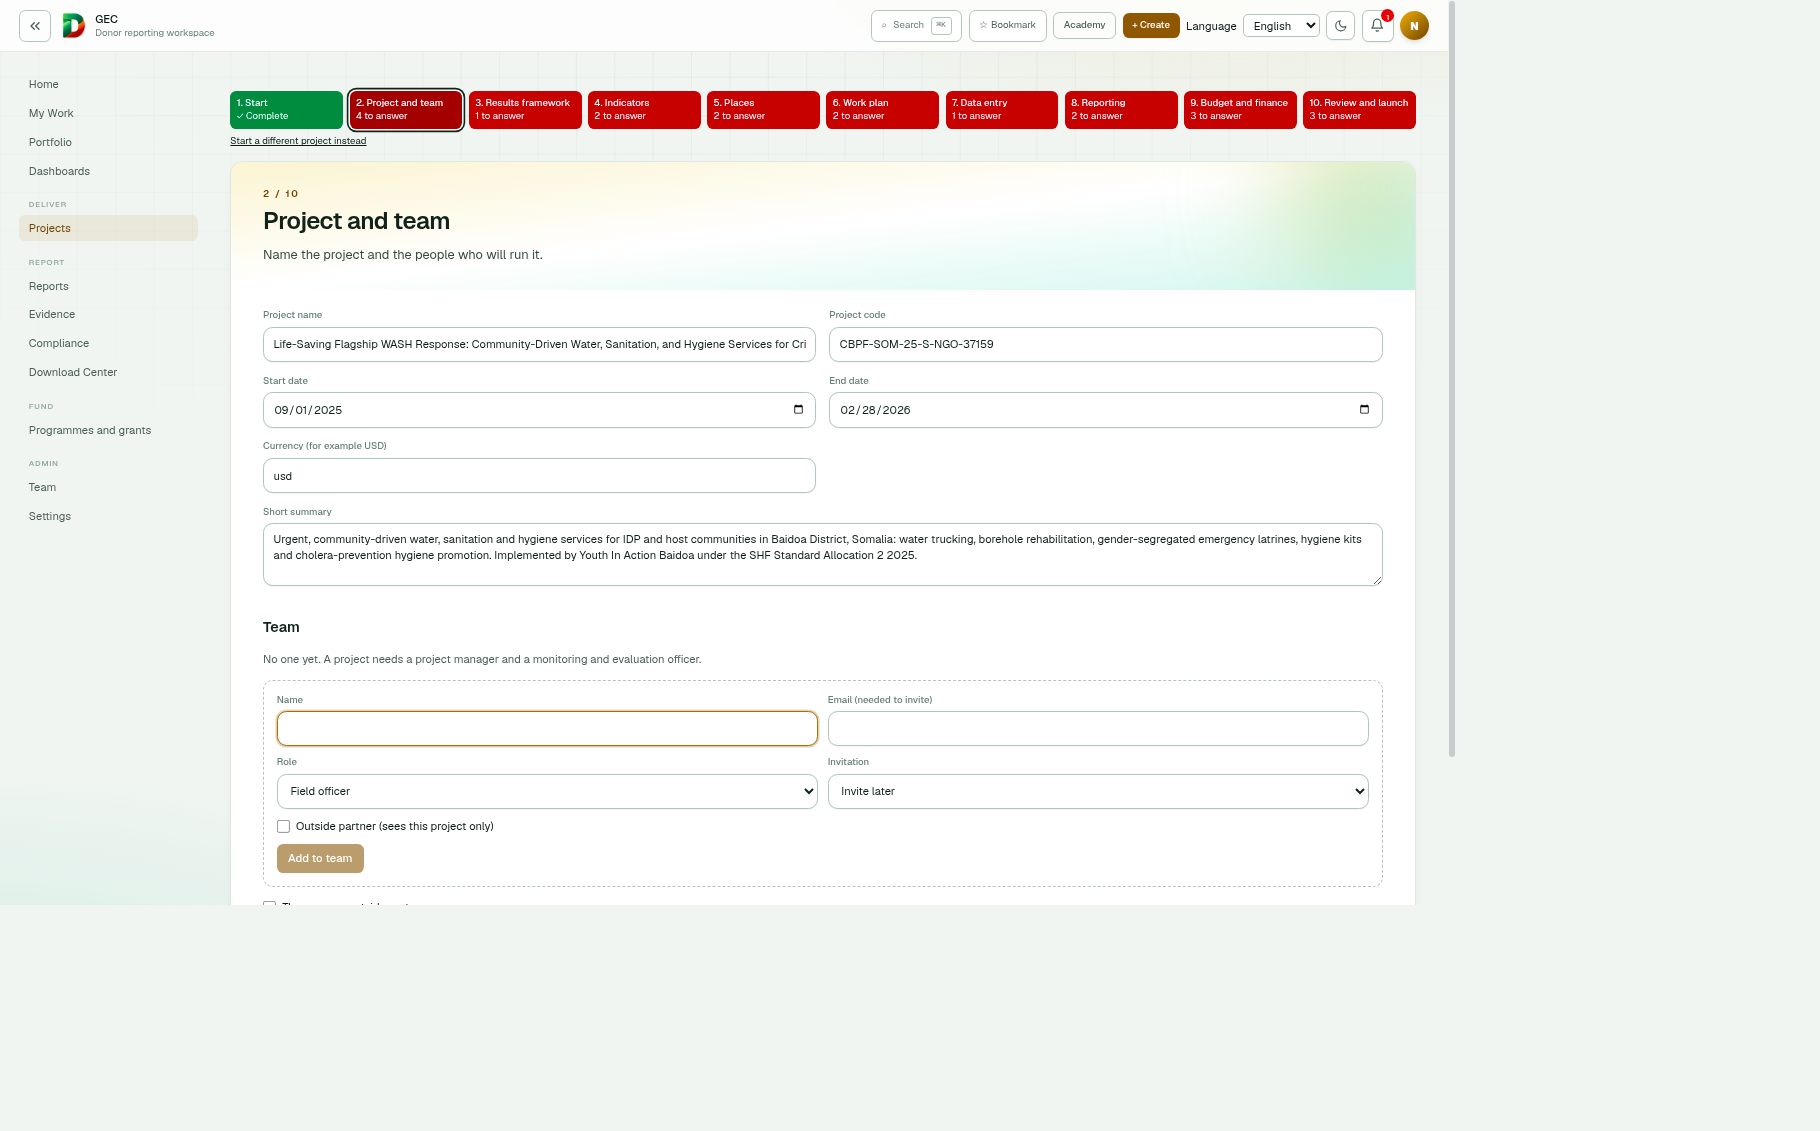 GEC
Donor reporting workspace
Search ⌘K
☆ Bookmark
Academy
+ Create
Language
English
1
N
Home
My Work
Portfolio
Dashboards
DELIVER
Projects
REPORT
Reports
Evidence
Compliance
Download Center
FUND
Programmes and grants
ADMIN
Team
Settings
1. Start
✓ Complete
2. Project and team
4 to answer
3. Results framework
1 to answer
4. Indicators
2 to answer
5. Places
2 to answer
6. Work plan
2 to answer
7. Data entry
1 to answer
8. Reporting
2 to answer
9. Budget and finance
3 to answer
10. Review and launch
3 to answer
Start a different project instead
2 / 10
Project and team
Name the project and the people who will run it.
Project name
Life-Saving Flagship WASH Response: Community-Driven Water, Sanitation, and Hygiene Services for Cri
Project code
CBPF-SOM-25-S-NGO-37159
Start date
09/01/2025
End date
02/28/2026
Currency (for example USD)
usd
Short summary
Urgent, community-driven water, sanitation and hygiene services for IDP and host communities in Baidoa District, Somalia: water trucking, borehole rehabilitation, gender-segregated emergency latrines, hygiene kits
and cholera-prevention hygiene promotion. Implemented by Youth In Action Baidoa under the SHF Standard Allocation 2 2025.
Team
No one yet. A project needs a project manager and a monitoring and evaluation officer.
Name
Email (needed to invite)
Role
Field officer
Invitation
Invite later
Outside partner (sees this project only)
Add to team